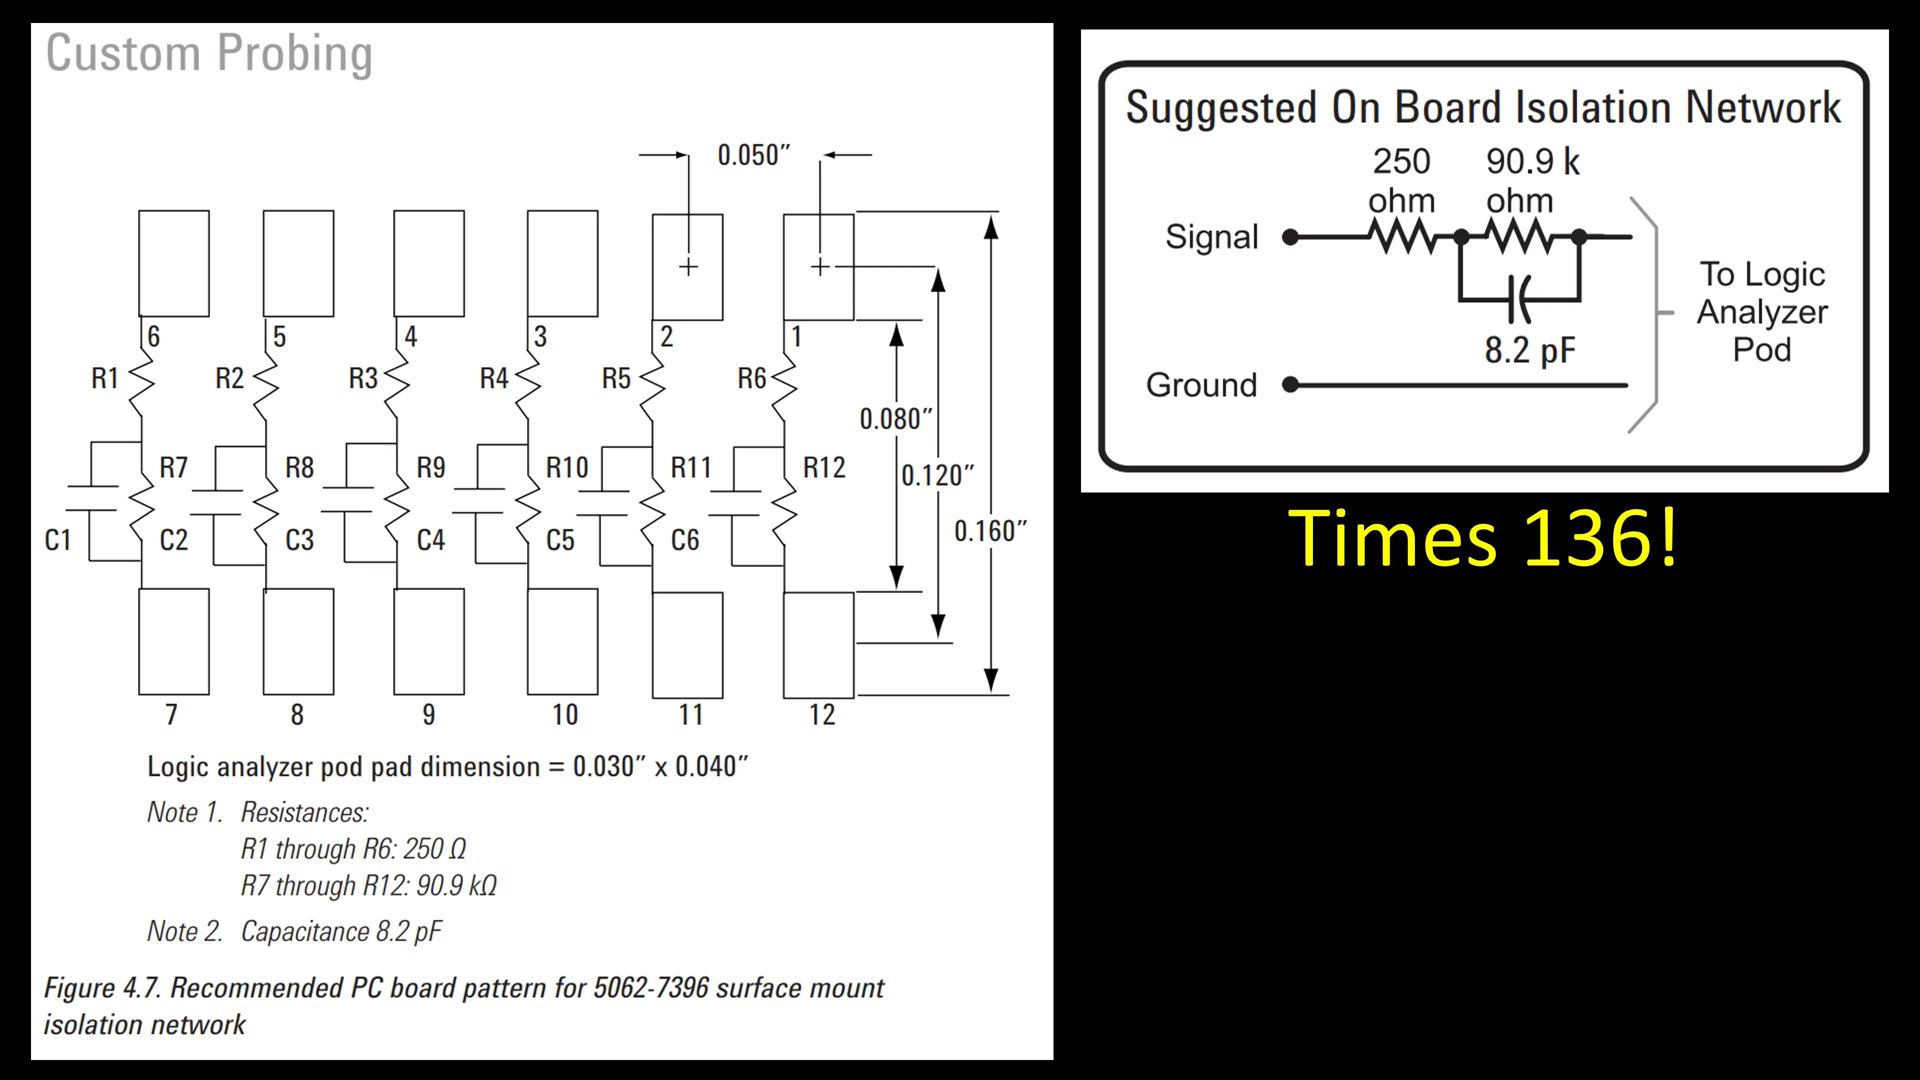 Custom Probing
0.050″
6 5 4 3 2 1
R1 R2 R3 R4 R5 R6
0.080″
R7 R8 R9 R10 R11 R12
0.120″
0.160″
C1 C2 C3 C4 C5 C6
7 8 9 10 11 12
Logic analyzer pod pad dimension = 0.030″ x 0.040″
Note 1. Resistances:
R1 through R6: 250 Ω
R7 through R12: 90.9 kΩ
Note 2. Capacitance 8.2 pF
Figure 4.7. Recommended PC board pattern for 5062-7396 surface mount
isolation network
Suggested On Board Isolation Network
250 90.9 k
ohm ohm
Signal
To Logic
Analyzer
Pod
8.2 pF
Ground
Times 136!